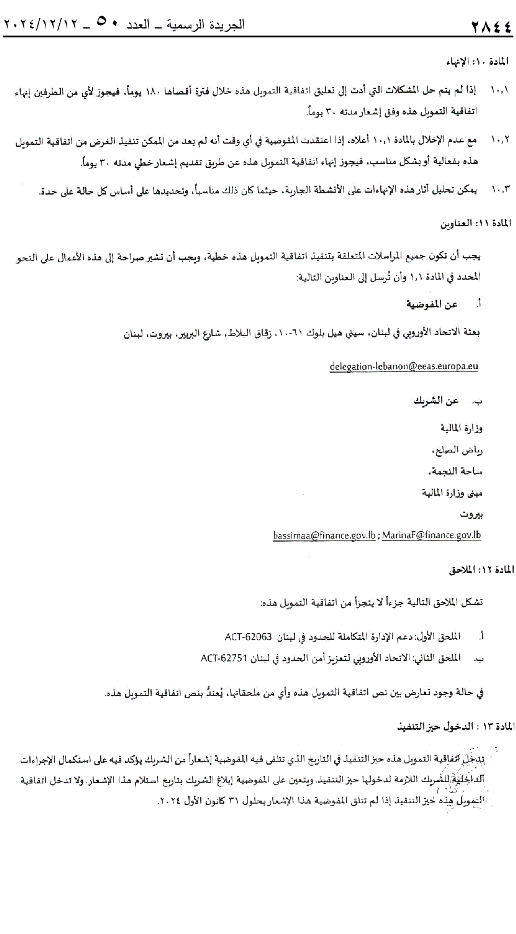 ٢٨٤٤ الجريدة الرسمية – العدد ٥٠ – ٢٠٢٤/١٢/١٢
المادة ١٠: الإنهاء
١٠,١ إذا لم يتم حل المشكلات التي أدت إلى تعليق اتفاقية التمويل هذه خلال فترة أقصاها ١٨٠ يوماً، فيجوز لأي من الطرفين إنهاء
اتفاقية التمويل هذه وفق إشعار مدته ٣٠ يوماً.
١٠,٢ مع عدم الإخلال بالمادة ١٠,١ أعلاه، إذا اعتقدت المفوضية في أي وقت أنه لم يعد من الممكن تنفيذ الغرض من اتفاقية التمويل
هذه بفعالية أو بشكل مناسب، فيجوز إنهاء اتفاقية التمويل هذه عن طريق تقديم إشعار خطي مدته ٣٠ يوماً.
١٠,٣ يمكن تحليل آثار هذه الإنهاءات على الأنشطة الجارية، حيثما كان ذلك مناسباً، وتحديدها على أساس كل حالة على حدة.
المادة ١١: العناوين
يجب أن تكون جميع المراسلات المتعلقة بتنفيذ اتفاقية التمويل هذه خطية، ويجب أن تشير صراحة إلى هذه الأعمال على النحو
المحدد في المادة ١,١ وأن تُرسل إلى العناوين التالية:
أ. عن المفوضية
بعثة الاتحاد الأوروبي في لبنان، سيتي هيل بلوك ٦١-١٠، زقاق البلاط، شارع البريبر، بيروت، لبنان
delegation-lebanon@eeas.europa.eu
ب. عن الشريك
وزارة المالية
رياض الصلح،
ساحة النجمة،
مبنى وزارة المالية
بيروت
bassimaa@finance.gov.lb ; MarinaF@finance.gov.lb
المادة ١٢: الملاحق
تشكل الملاحق التالية جزءاً لا يتجزأ من اتفاقية التمويل هذه:
أ. الملحق الأول: دعم الإدارة المتكاملة للحدود في لبنان ACT-62063
ب. الملحق الثاني: الاتحاد الأوروبي لتعزيز أمن الحدود في لبنان ACT-62751
في حالة وجود تعارض بين نص اتفاقية التمويل هذه وأي من ملحقاتها، يُعتدُّ بنص اتفاقية التمويل هذه.
المادة ١٣: الدخول حيز التنفيذ
تدخل اتفاقية التمويل هذه حيز التنفيذ في التاريخ الذي تتلقى فيه المفوضية إشعاراً من الشريك يؤكد فيه على استكمال الإجراءات
الداخلية للشريك اللازمة لدخولها حيز التنفيذ. ويتعين على المفوضية إبلاغ الشريك بتاريخ استلام هذا الإشعار. ولا تدخل اتفاقية
التمويل هذه حيز التنفيذ إذا لم تتلق المفوضية هذا الإشعار بحلول ٣١ كانون الأول ٢٠٢٤.